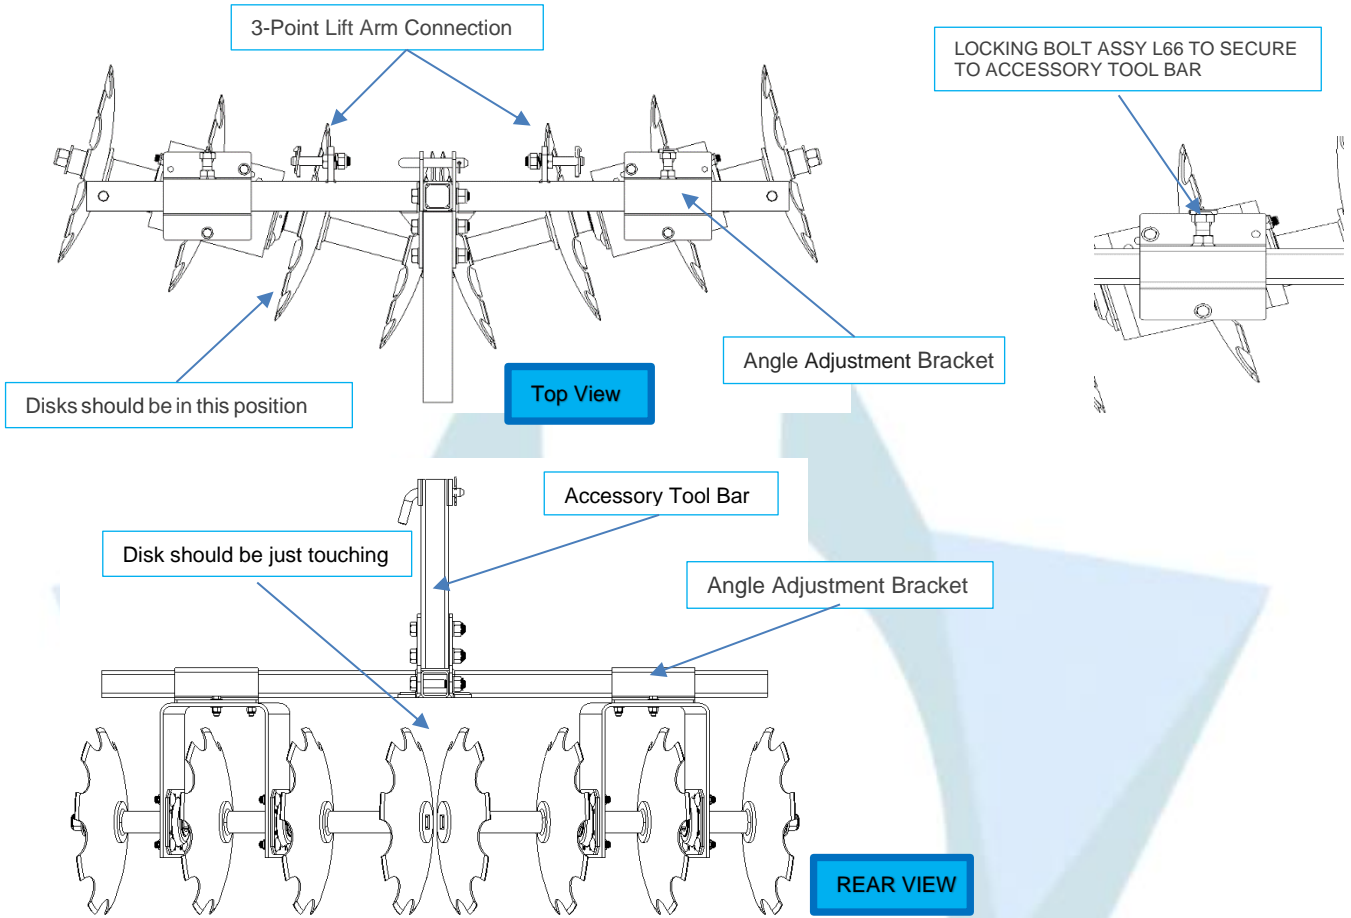 3-Point Lift Arm Connection
LOCKING BOLT ASSY L66 TO SECURE
TO ACCESSORY TOOL BAR
Angle Adjustment Bracket
Disks should be in this position
Top View
Accessory Tool Bar
Disk should be just touching
Angle Adjustment Bracket
REAR VIEW